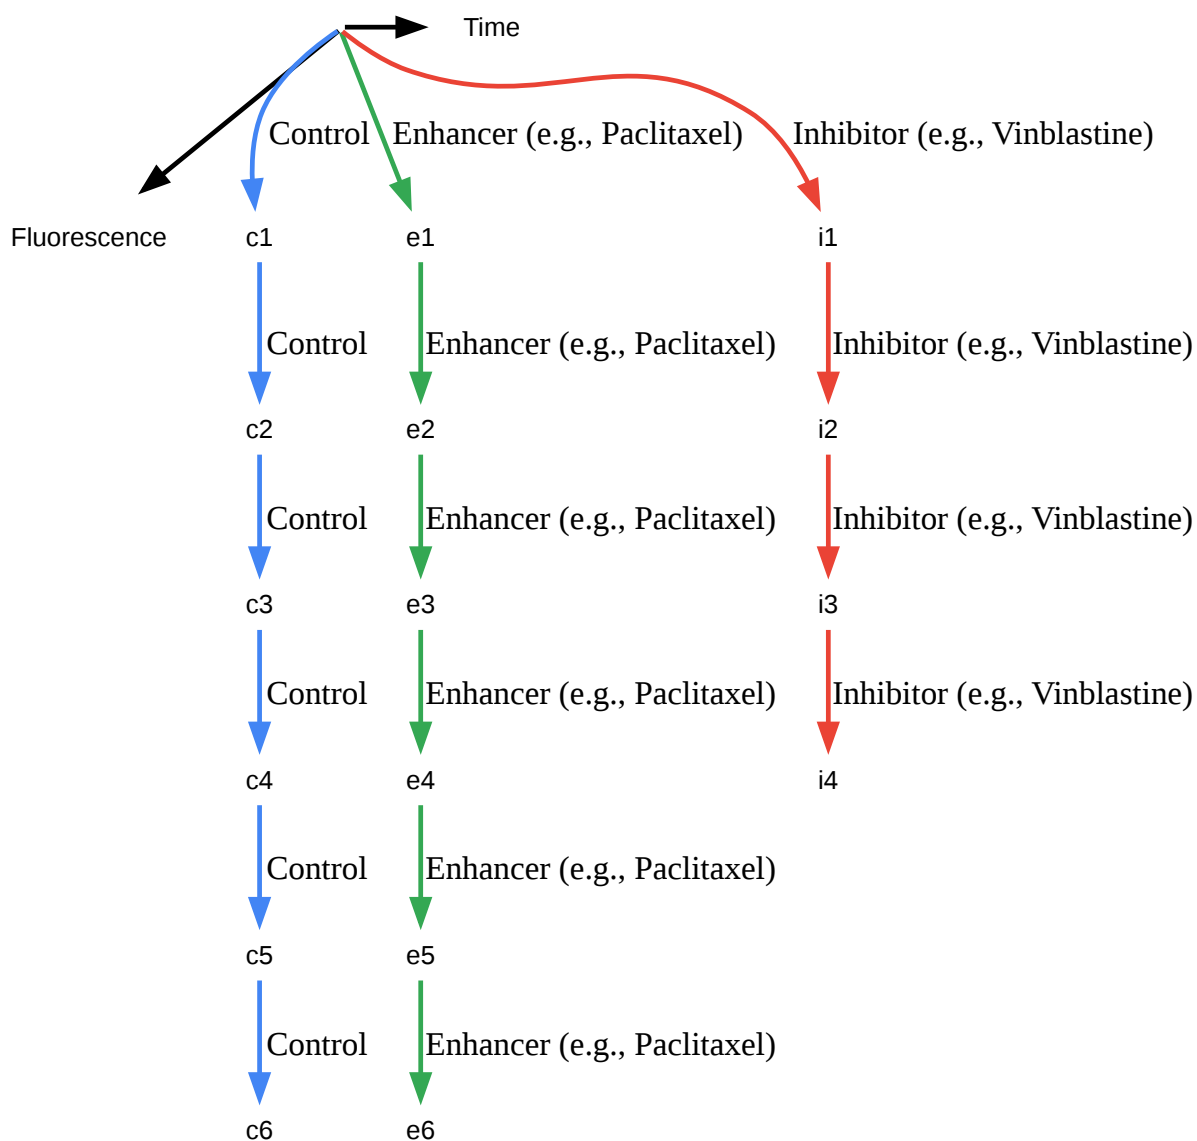 Time
Control Enhancer (e.g., Paclitaxel) Inhibitor (e.g., Vinblastine)
Fluorescence c1 e1 i1
Control Enhancer (e.g., Paclitaxel) Inhibitor (e.g., Vinblastine)
c2 e2 i2
Control Enhancer (e.g., Paclitaxel) Inhibitor (e.g., Vinblastine)
c3 e3 i3
Control Enhancer (e.g., Paclitaxel) Inhibitor (e.g., Vinblastine)
c4 e4 i4
Control Enhancer (e.g., Paclitaxel)
c5 e5
Control Enhancer (e.g., Paclitaxel)
c6 e6